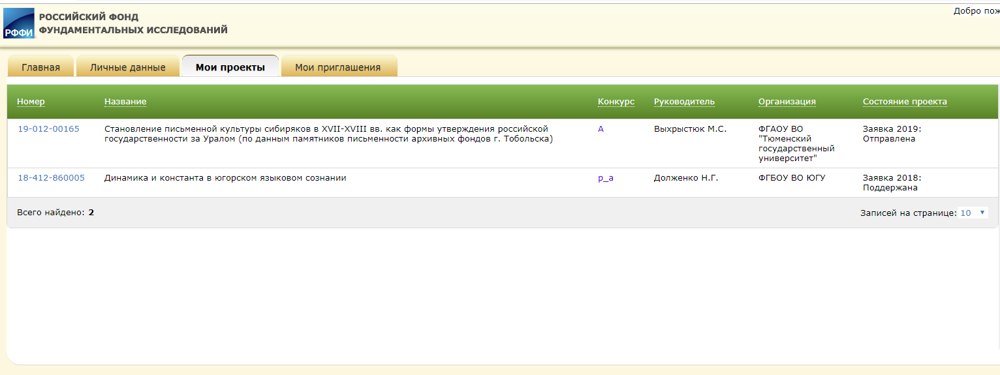 Добро
РОССИЙСКИЙ ФОНД
РФФИ ФУНДАМЕНТАЛЬНЫХ ИССЛЕДОВАНИЙ
Главная Личные данные Мои проекты Мои приглашения
Номер Название Конкурс Руководитель Организация Состояние проекта
19-012-00165 Становление письменной культуры сибиряков в XVII-XVIII вв. как формы утверждения российской А Выхрыстюк М.С. ФГАОУ ВО Заявка 2019:
государственности за Уралом (по данным памятников письменности архивных фондов г. Тобольска) "Тюменский Отправлена
государственный
университет"
18-412-860005 Динамика и константа в югорском языковом сознании р_а Долженко Н.Г. ФГБОУ ВО ЮГУ Заявка 2018:
Поддержана
Всего найдено: 2 Записей на странице: 10